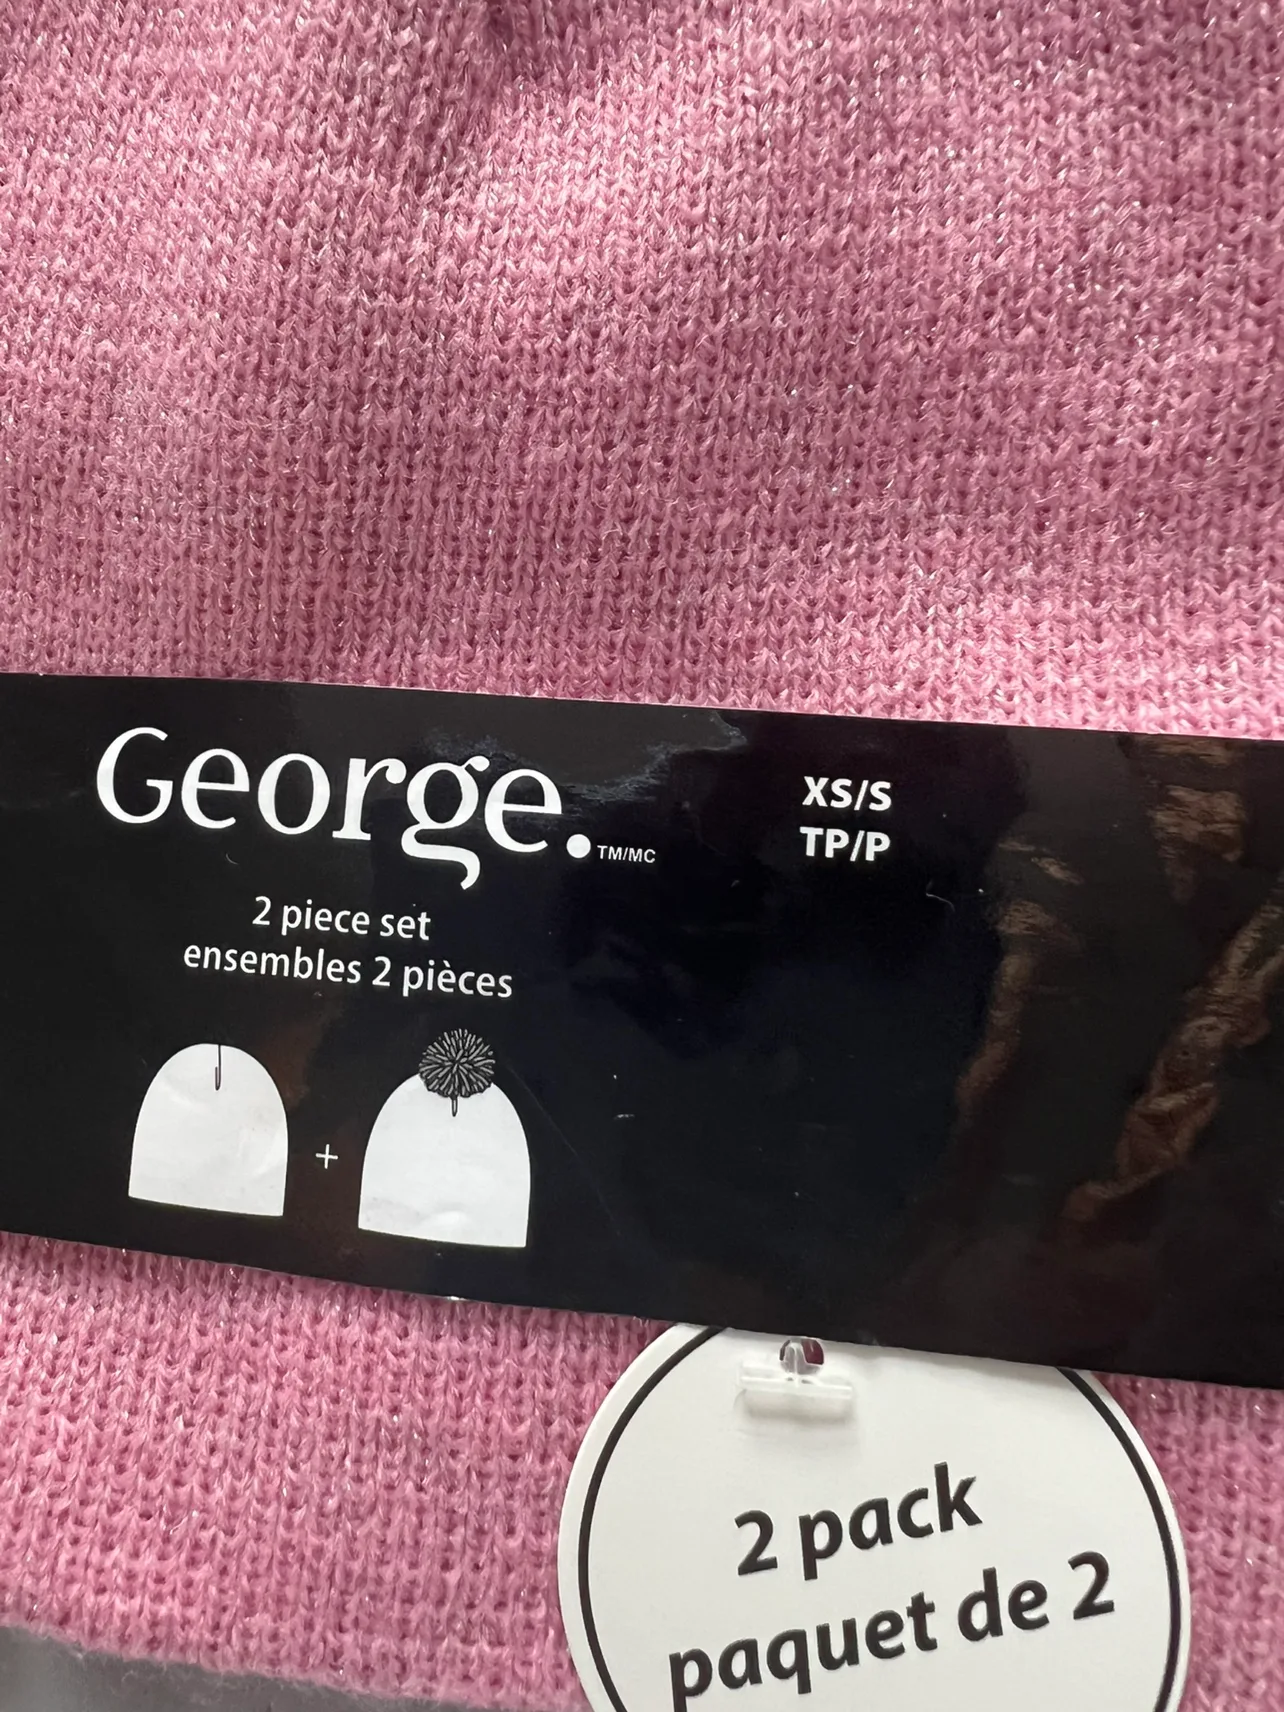 George.TM/MC
XS/S
TP/P
2 piece set
ensembles 2 pièces
+
2 pack
paquet de 2